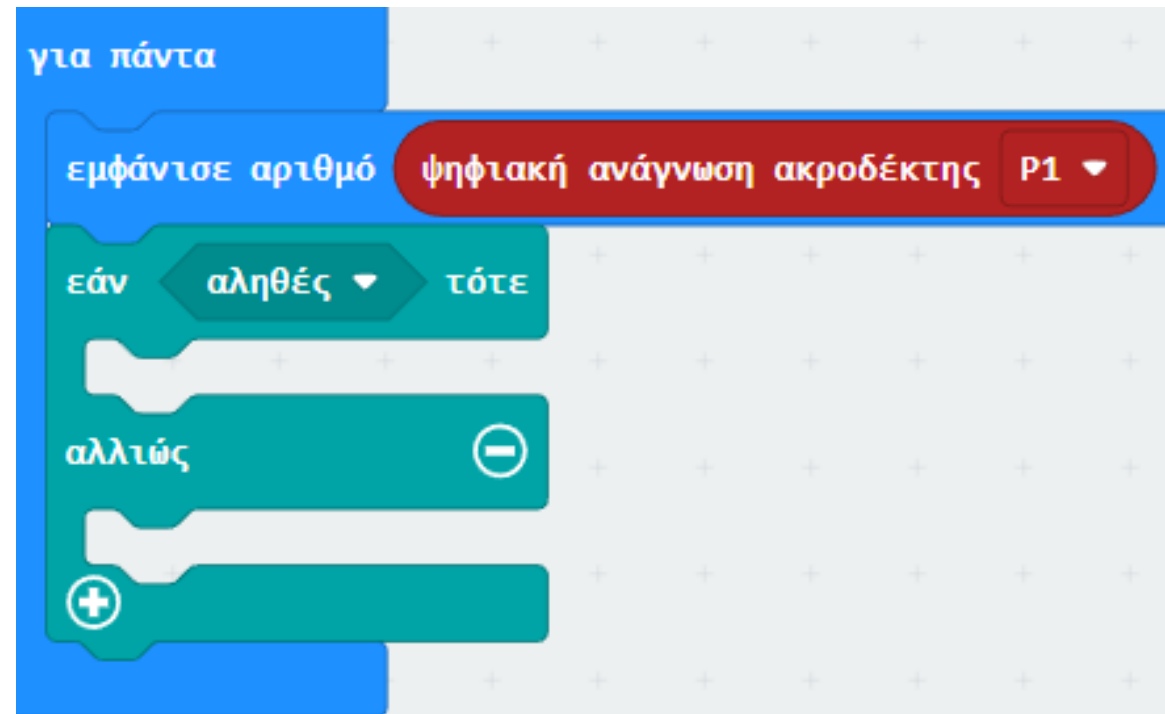 για πάντα
εμφάνισε αριθμό ψηφιακή ανάγνωση ακροδέκτης P1
εάν αληθές τότε
αλλιώς